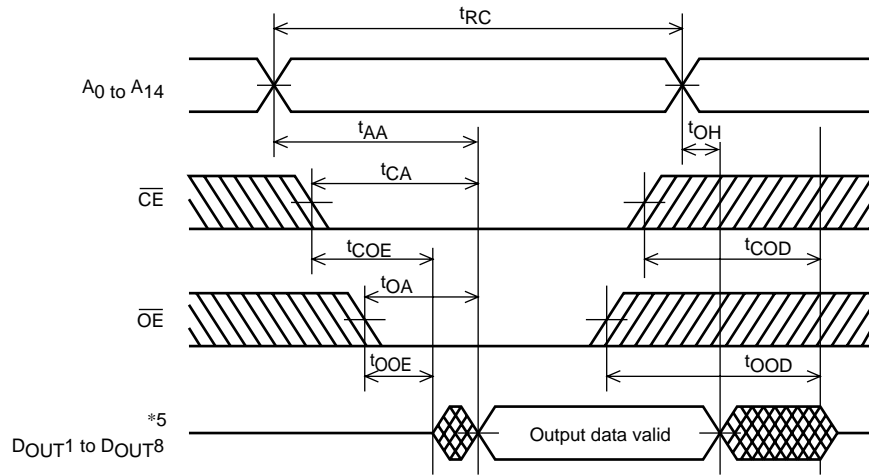 tRC
A0 to A14
tAA
tOH
tCA
CE
tCOE
tCOD
tOA
OE
tOOE
tOOD
*5
DOUT1 to DOUT8
Output data valid